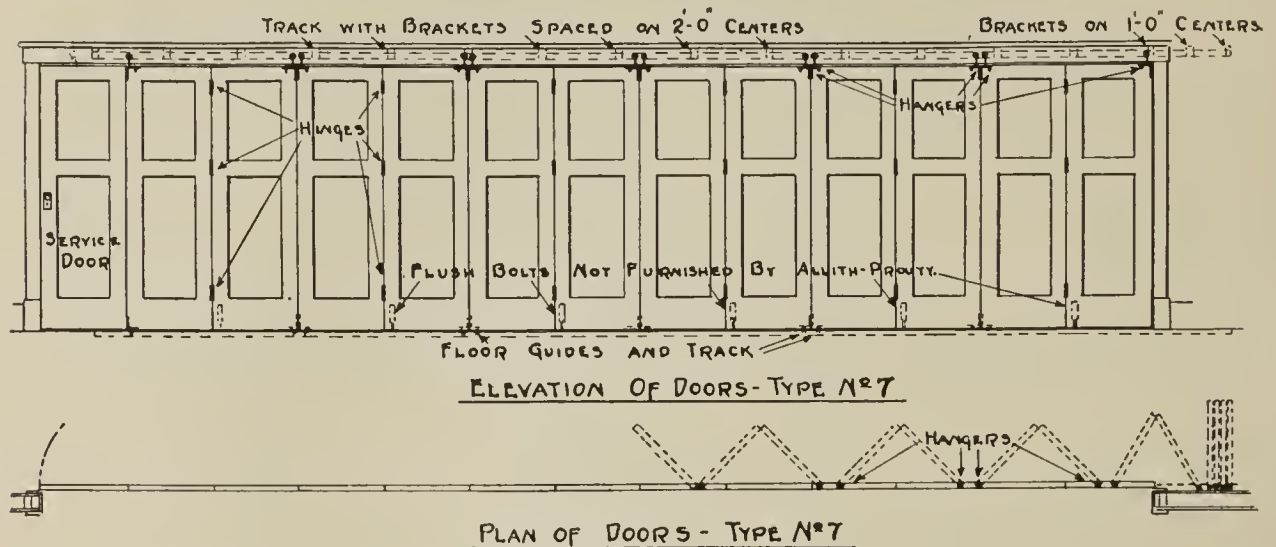 TRACK WITH BRACKETS SPACED ON 2'-0" CENTERS
BRACKETS ON 1'-0" CENTERS.
HANGERS
HINGES
SERVICE
DOOR
FLUSH BOLTS NOT FURNISHED BY ALLITH-PROUTY.
FLOOR GUIDES AND TRACK
ELEVATION OF DOORS - TYPE Nº 7
HANGERS
PLAN OF DOORS - TYPE Nº 7